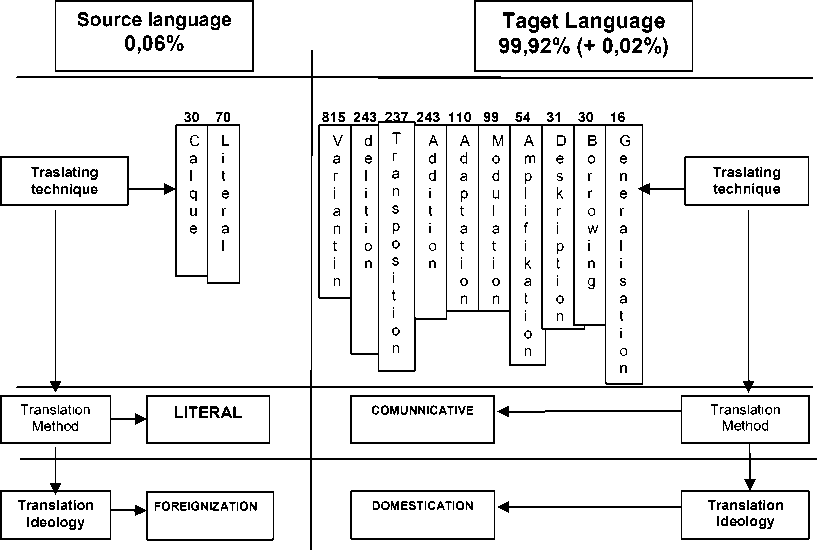 Source language
0,06%
Taget Language
99,92% (+ 0,02%)
30 70
815 243 237 243 110 99 54 31 30 16
Calque
Literal
Variantin
delition
Transposition
Addition
Adaptation
Modulation
Amplifikation
Deskription
Borrowing
Generalisation
Traslating
technique
Traslating
technique
Translation
Method
LITERAL
COMUNNICATIVE
Translation
Method
Translation
Ideology
FOREIGNIZATION
DOMESTICATION
Translation
Ideology